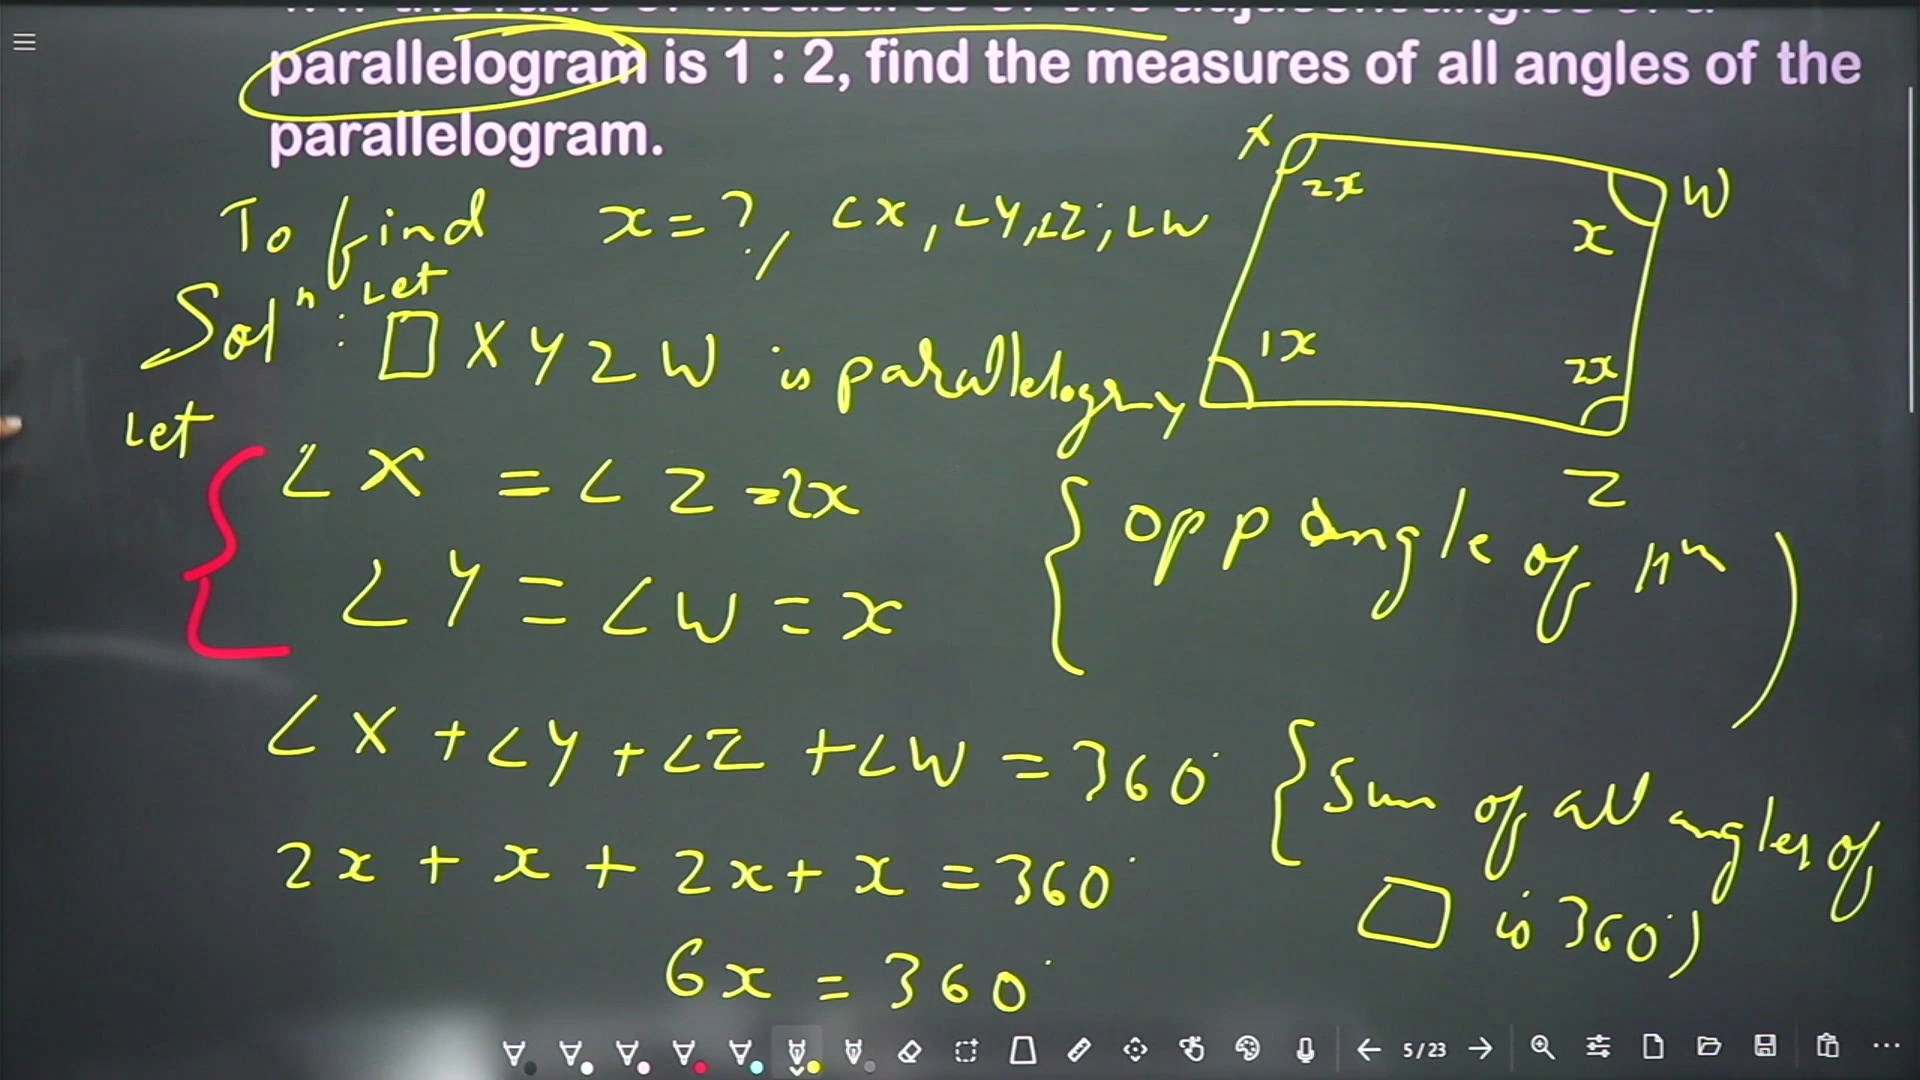 parallelogram is 1 : 2, find the measures of all angles of the
parallelogram.
To find x = ?, ∠X, ∠Y, ∠Z, ∠W
Solⁿ : Let
□ XYZW is parallelogram
Let
∠X = ∠Z = 2x
∠Y = ∠W = x
{ opp angle of ||ᵐ )
∠X + ∠Y + ∠Z + ∠W = 360°
{ Sum of all angles of
□ is 360° )
2x + x + 2x + x = 360°
6x = 360°
X
2x
W
x
1x
2x
Y
Z
5/23